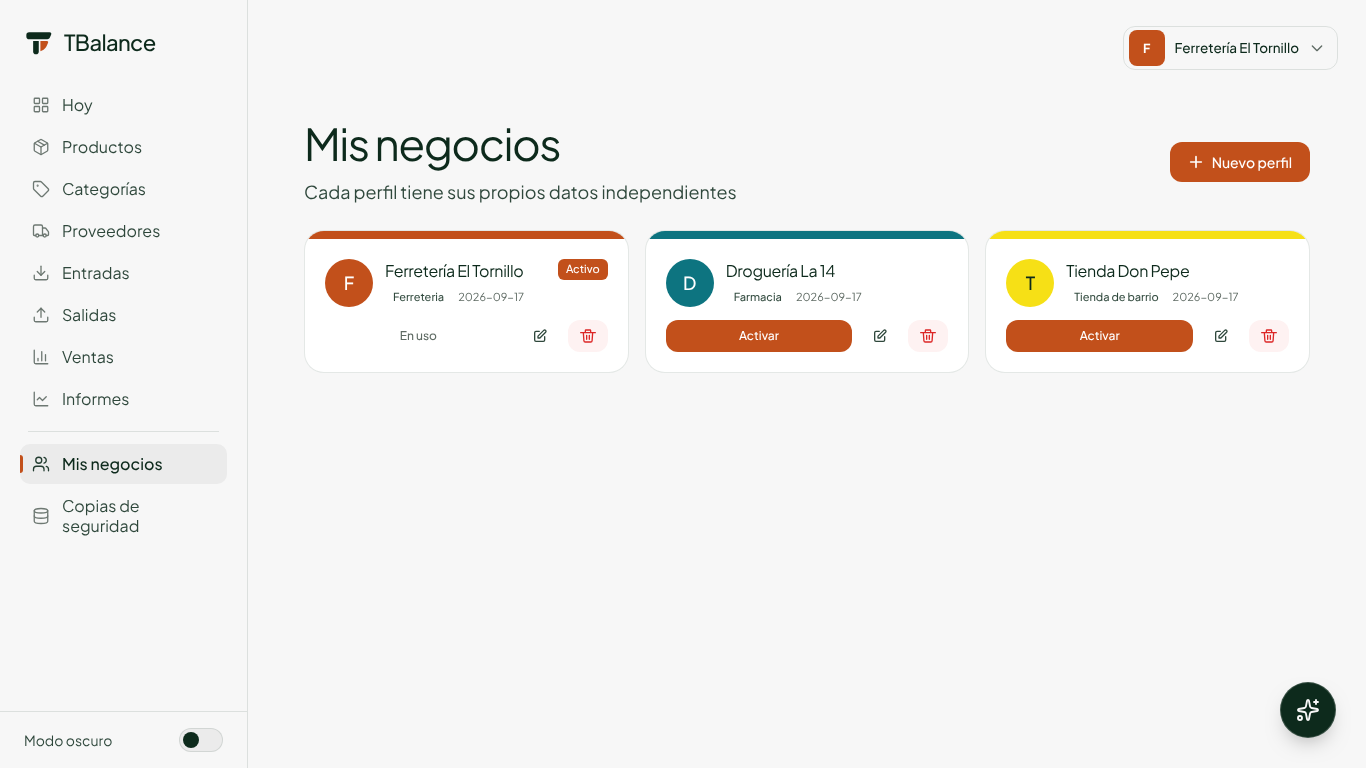 TBalance
Hoy
Productos
Categorías
Proveedores
Entradas
Salidas
Ventas
Informes
Mis negocios
Copias de
seguridad
Modo oscuro
F Ferretería El Tornillo
Mis negocios
Cada perfil tiene sus propios datos independientes
Nuevo perfil
F
Ferretería El Tornillo
Activo
Ferreteria 2026-09-17
En uso
D
Droguería La 14
Farmacia 2026-09-17
Activar
T
Tienda Don Pepe
Tienda de barrio 2026-09-17
Activar